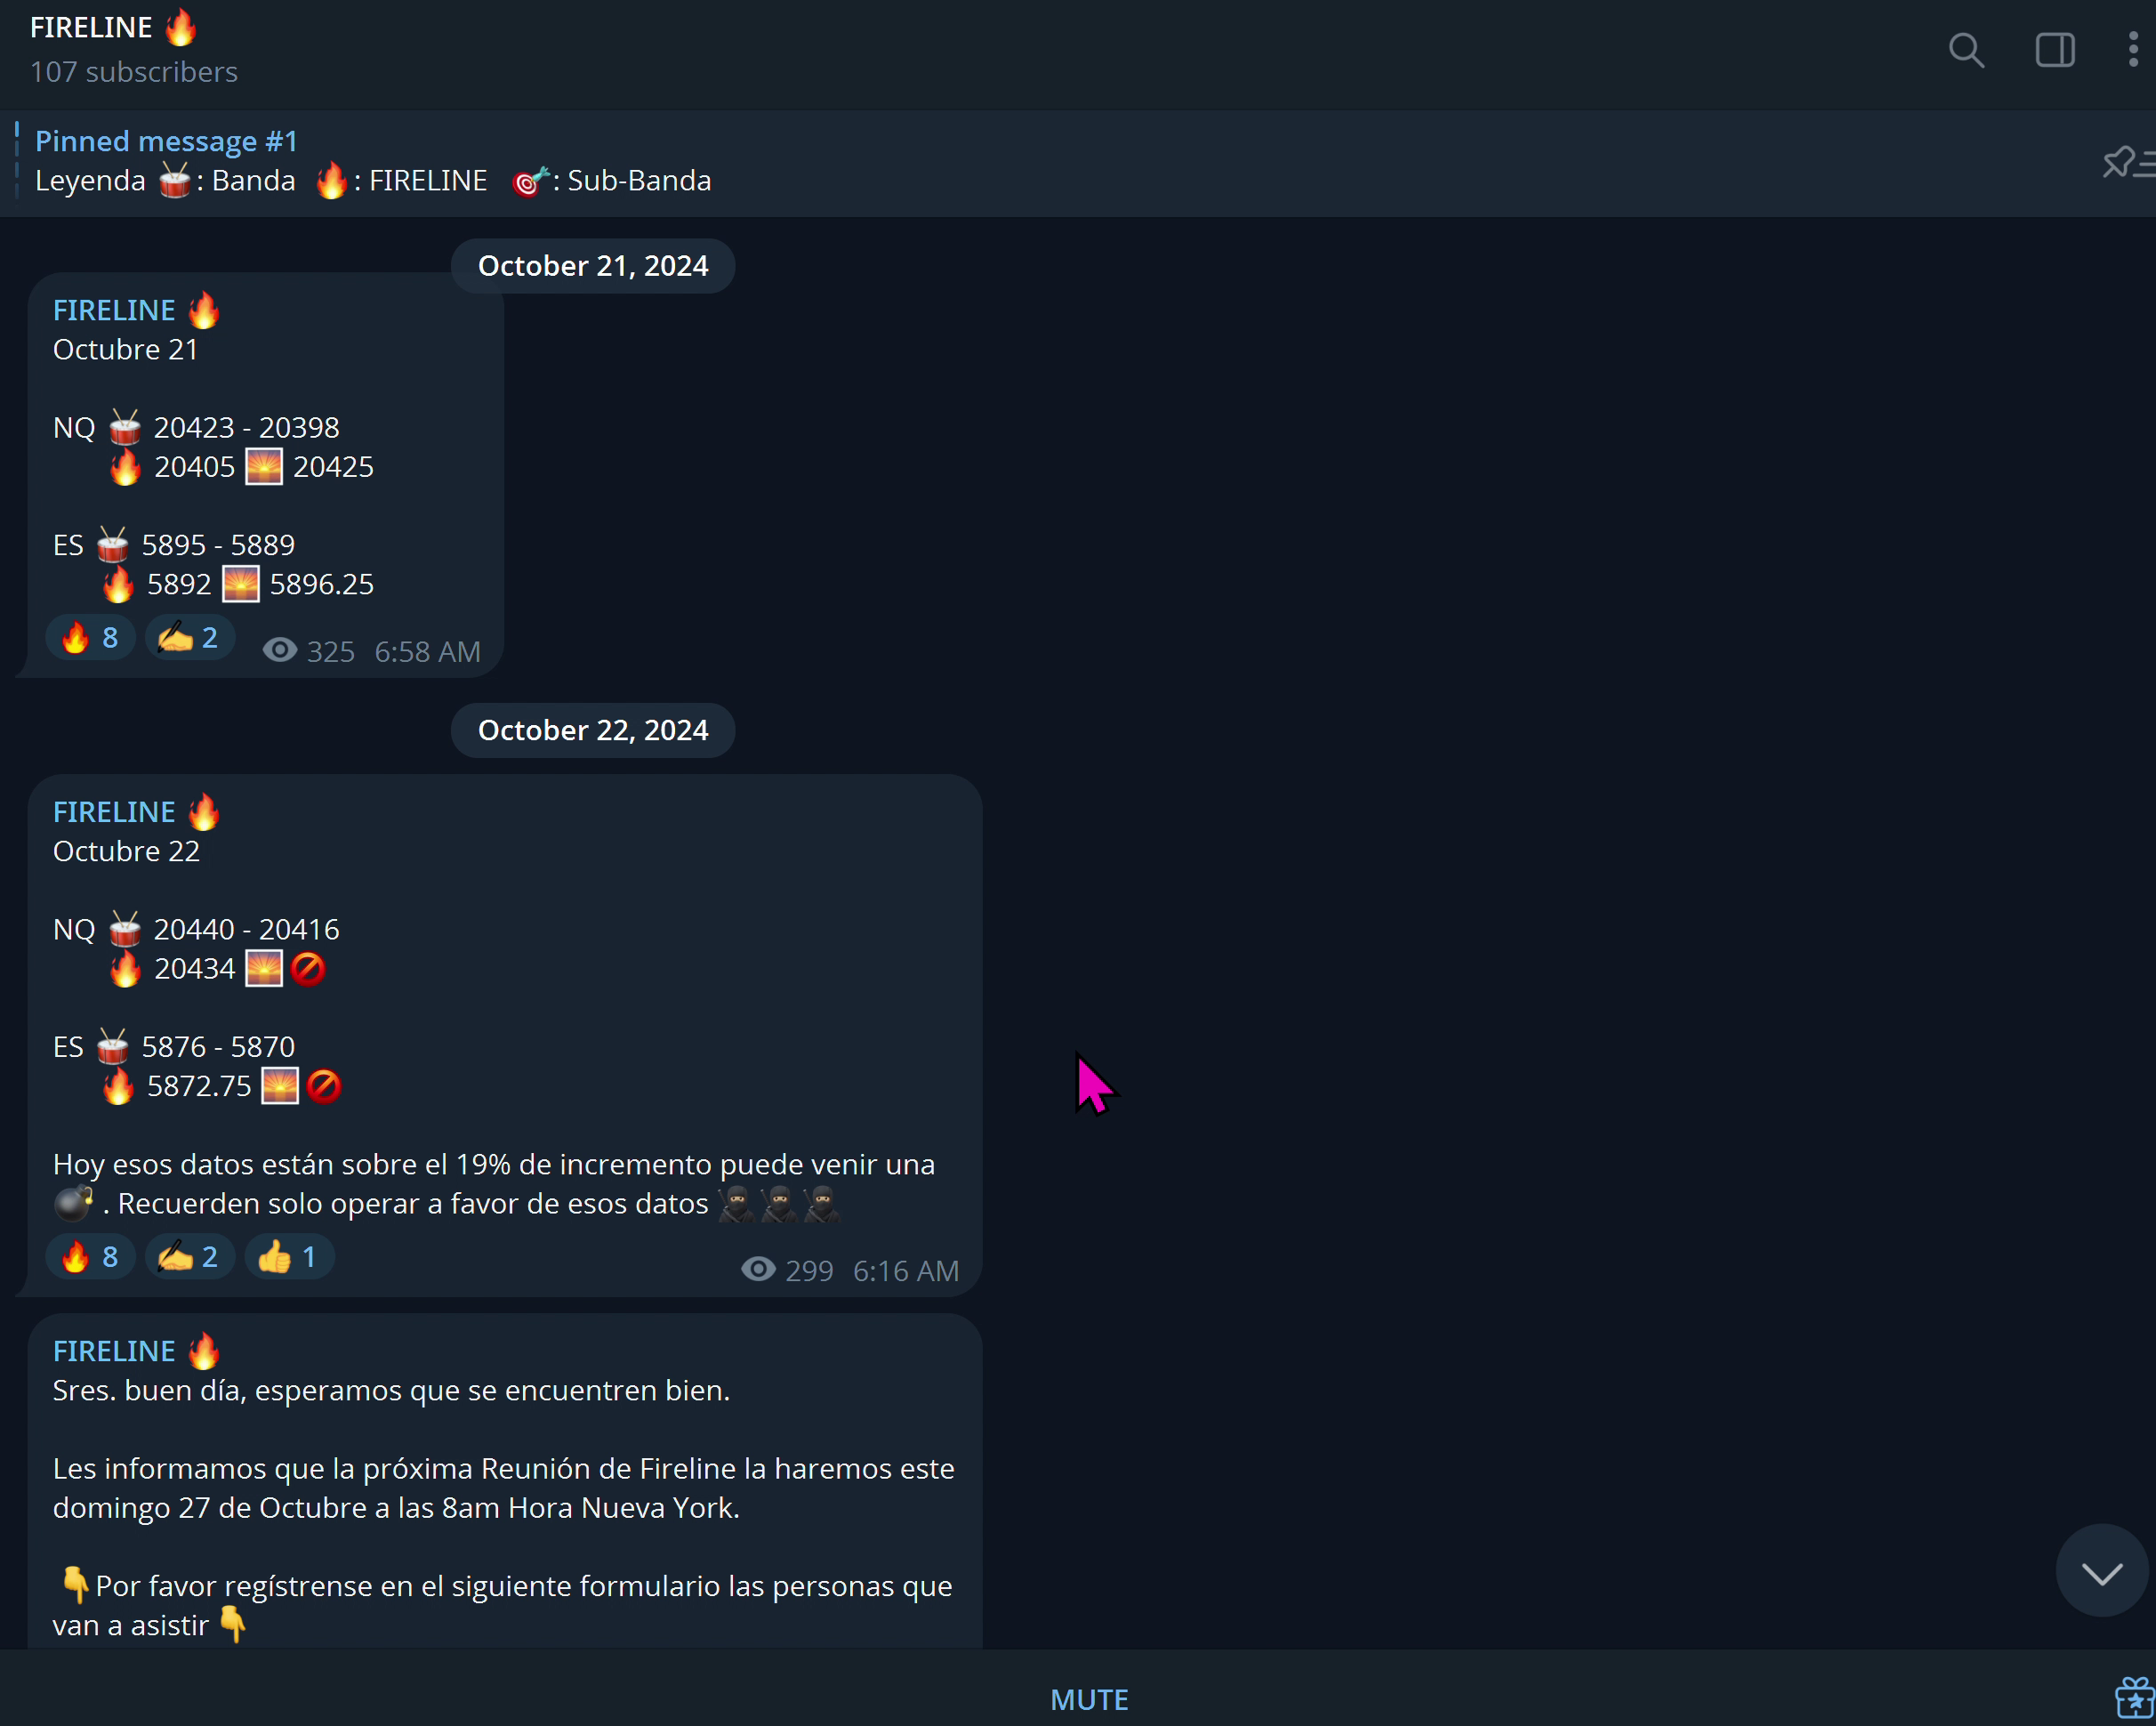 FIRELINE 🔥
107 subscribers
Pinned message #1
Leyenda 🥁: Banda 🔥: FIRELINE 🎯: Sub-Banda
October 21, 2024
FIRELINE 🔥
Octubre 21
NQ 🥁 20423 - 20398
🔥 20405 🌅 20425
ES 🥁 5895 - 5889
🔥 5892 🌅 5896.25
🔥 8 ✍️ 2 325 6:58 AM
October 22, 2024
FIRELINE 🔥
Octubre 22
NQ 🥁 20440 - 20416
🔥 20434 🌅🚫
ES 🥁 5876 - 5870
🔥 5872.75 🌅🚫
Hoy esos datos están sobre el 19% de incremento puede venir una
💣 . Recuerden solo operar a favor de esos datos 🥷🥷🥷
🔥 8 ✍️ 2 👍 1 299 6:16 AM
FIRELINE 🔥
Sres. buen día, esperamos que se encuentren bien.
Les informamos que la próxima Reunión de Fireline la haremos este
domingo 27 de Octubre a las 8am Hora Nueva York.
👇Por favor regístrense en el siguiente formulario las personas que
van a asistir 👇
MUTE